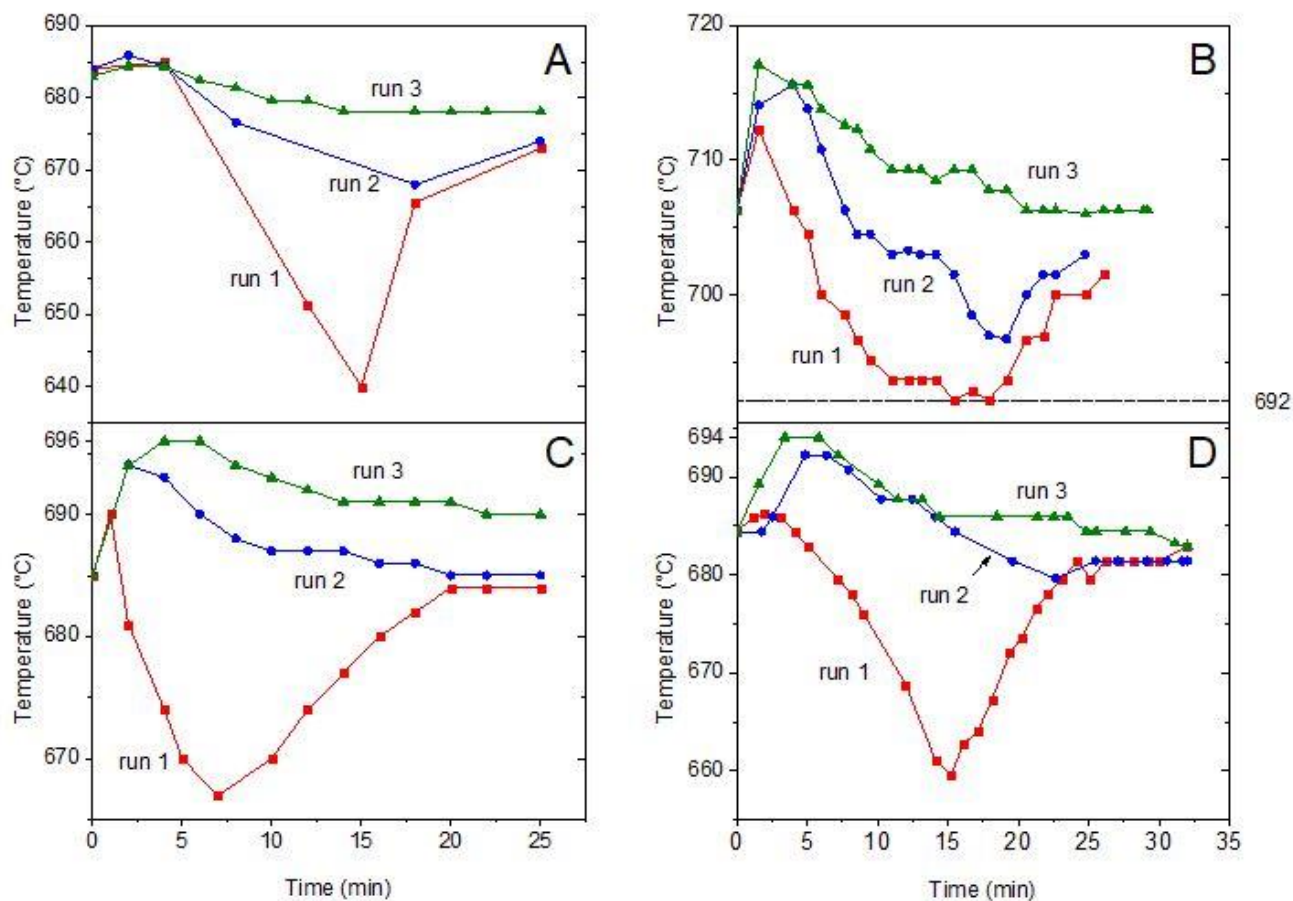 A
690
680
670
660
650
640
Temperature (°C)
run 3
run 2
run 1
B
720
710
700
Temperature (°C)
run 3
run 2
run 1
692
C
696
690
680
670
Temperature (°C)
run 3
run 2
run 1
0 5 10 15 20 25
Time (min)
D
694
690
680
670
660
Temperature (°C)
run 3
run 2
run 1
0 5 10 15 20 25 30 35
Time (min)